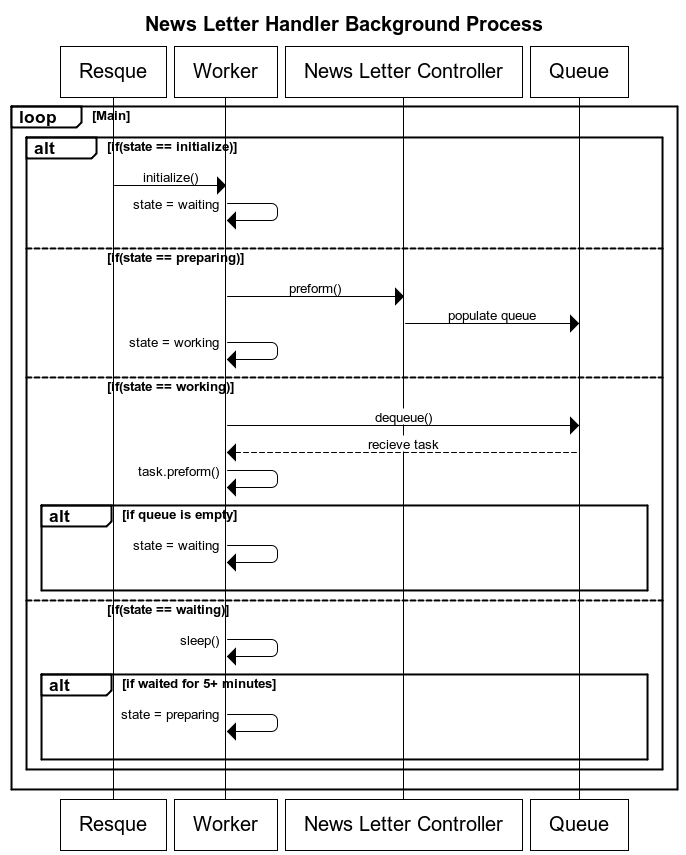 News Letter Handler Background Process
Resque Worker News Letter Controller Queue
loop [Main]
alt [if(state == initialize)]
initialize()
state = waiting
[if(state == preparing)]
preform()
populate queue
state = working
[if(state == working)]
dequeue()
recieve task
task.preform()
alt [if queue is empty]
state = waiting
[if(state == waiting)]
sleep()
alt [if waited for 5+ minutes]
state = preparing
Resque Worker News Letter Controller Queue